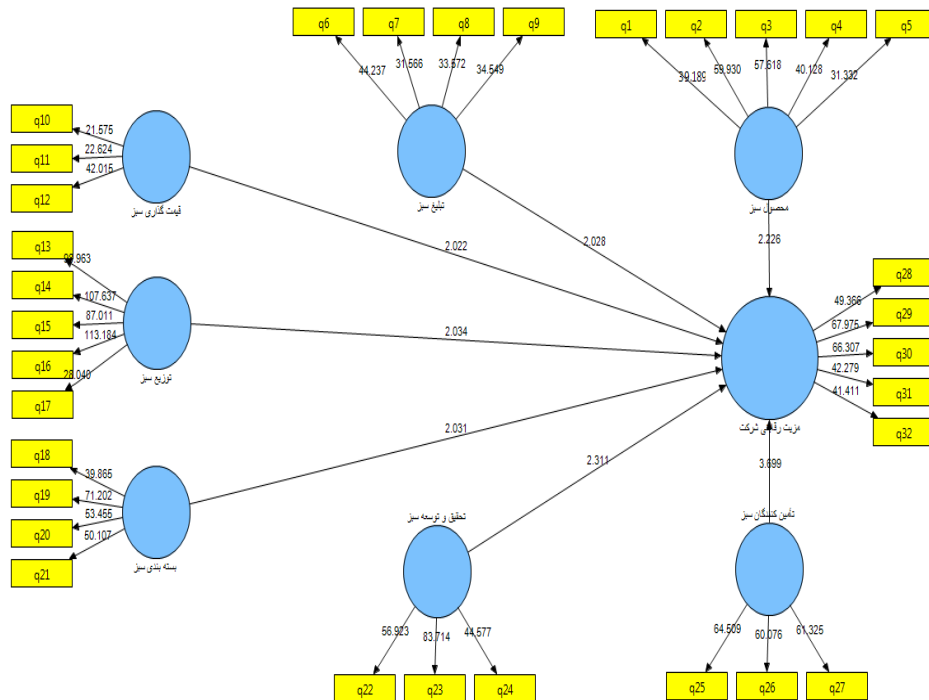 q6 q7 q8 q9
q1 q2 q3 q4 q5
44.237 31.566 33.572 34.549
39.189 59.930 57.618 40.128 31.332
q10
21.575
q11
22.624
q12
42.015
قیمت گذاری سبز
تبلیغ سبز
محصول سبز
2.022
2.028
2.226
q13
q14
107.637
q15
87.011
q16
113.184
q17
28.040
توزیع سبز
2.034
q28
49.366
q29
67.975
q30
66.307
q31
42.279
q32
41.411
مزیت رقابتی شرکت
2.031
2.311
3.699
q18
39.865
q19
71.202
q20
53.455
q21
50.107
بسته بندی سبز
تحقیق و توسعه سبز
تأمین کنندگان سبز
56.923 83.714 44.577
64.509 60.076 61.325
q22 q23 q24
q25 q26 q27